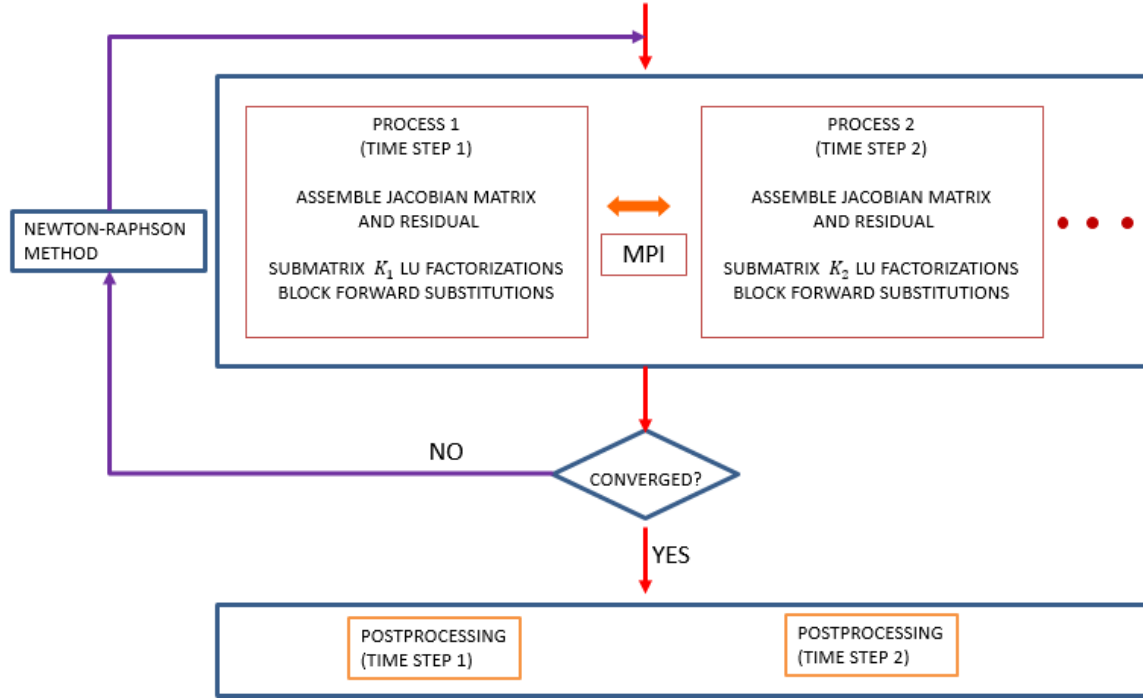 PROCESS 1
(TIME STEP 1)
ASSEMBLE JACOBIAN MATRIX
AND RESIDUAL
SUBMATRIX K₁ LU FACTORIZATIONS
BLOCK FORWARD SUBSTITUTIONS
MPI
PROCESS 2
(TIME STEP 2)
ASSEMBLE JACOBIAN MATRIX
AND RESIDUAL
SUBMATRIX K₂ LU FACTORIZATIONS
BLOCK FORWARD SUBSTITUTIONS
NEWTON-RAPHSON
METHOD
NO
CONVERGED?
YES
POSTPROCESSING
(TIME STEP 1)
POSTPROCESSING
(TIME STEP 2)